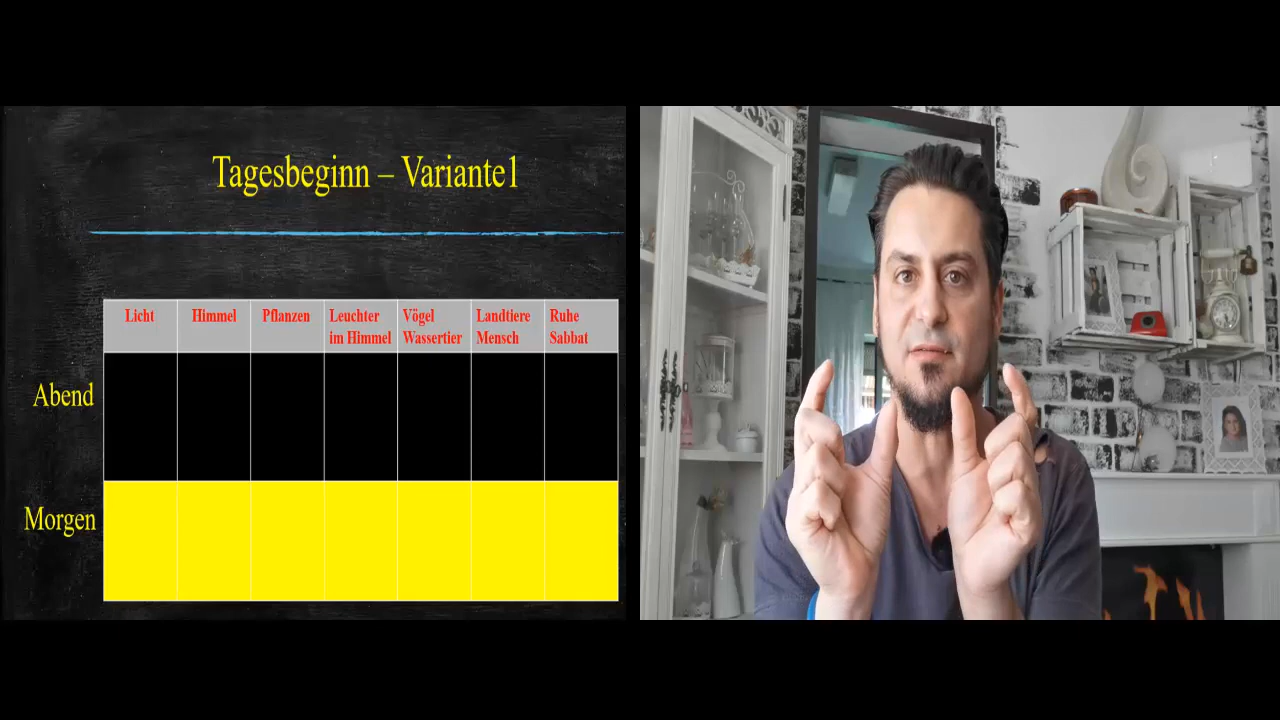 Tagesbeginn – Variante1
Licht
Himmel
Pflanzen
Leuchter
im Himmel
Vögel
Wassertier
Landtiere
Mensch
Ruhe
Sabbat
Abend
Morgen